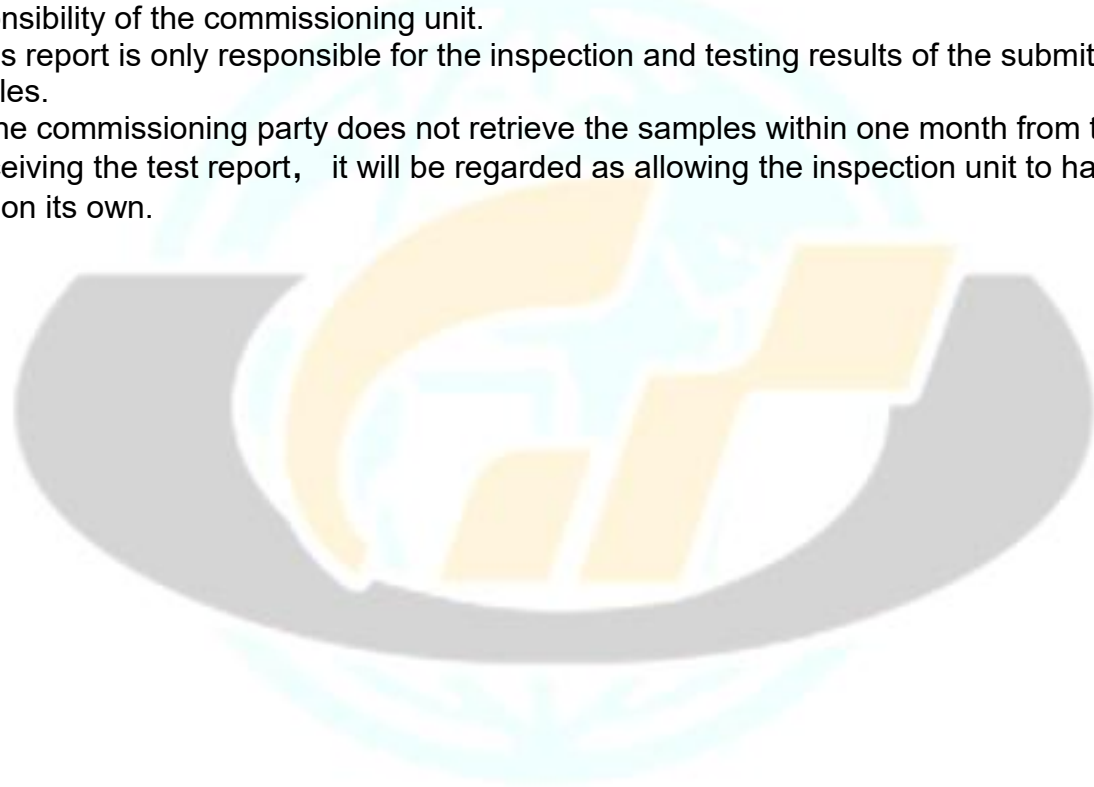 nsibility of the commissioning unit.
s report is only responsible for the inspection and testing results of the submit
les.
he commissioning party does not retrieve the samples within one month from t
eiving the test report， it will be regarded as allowing the inspection unit to ha
on its own.